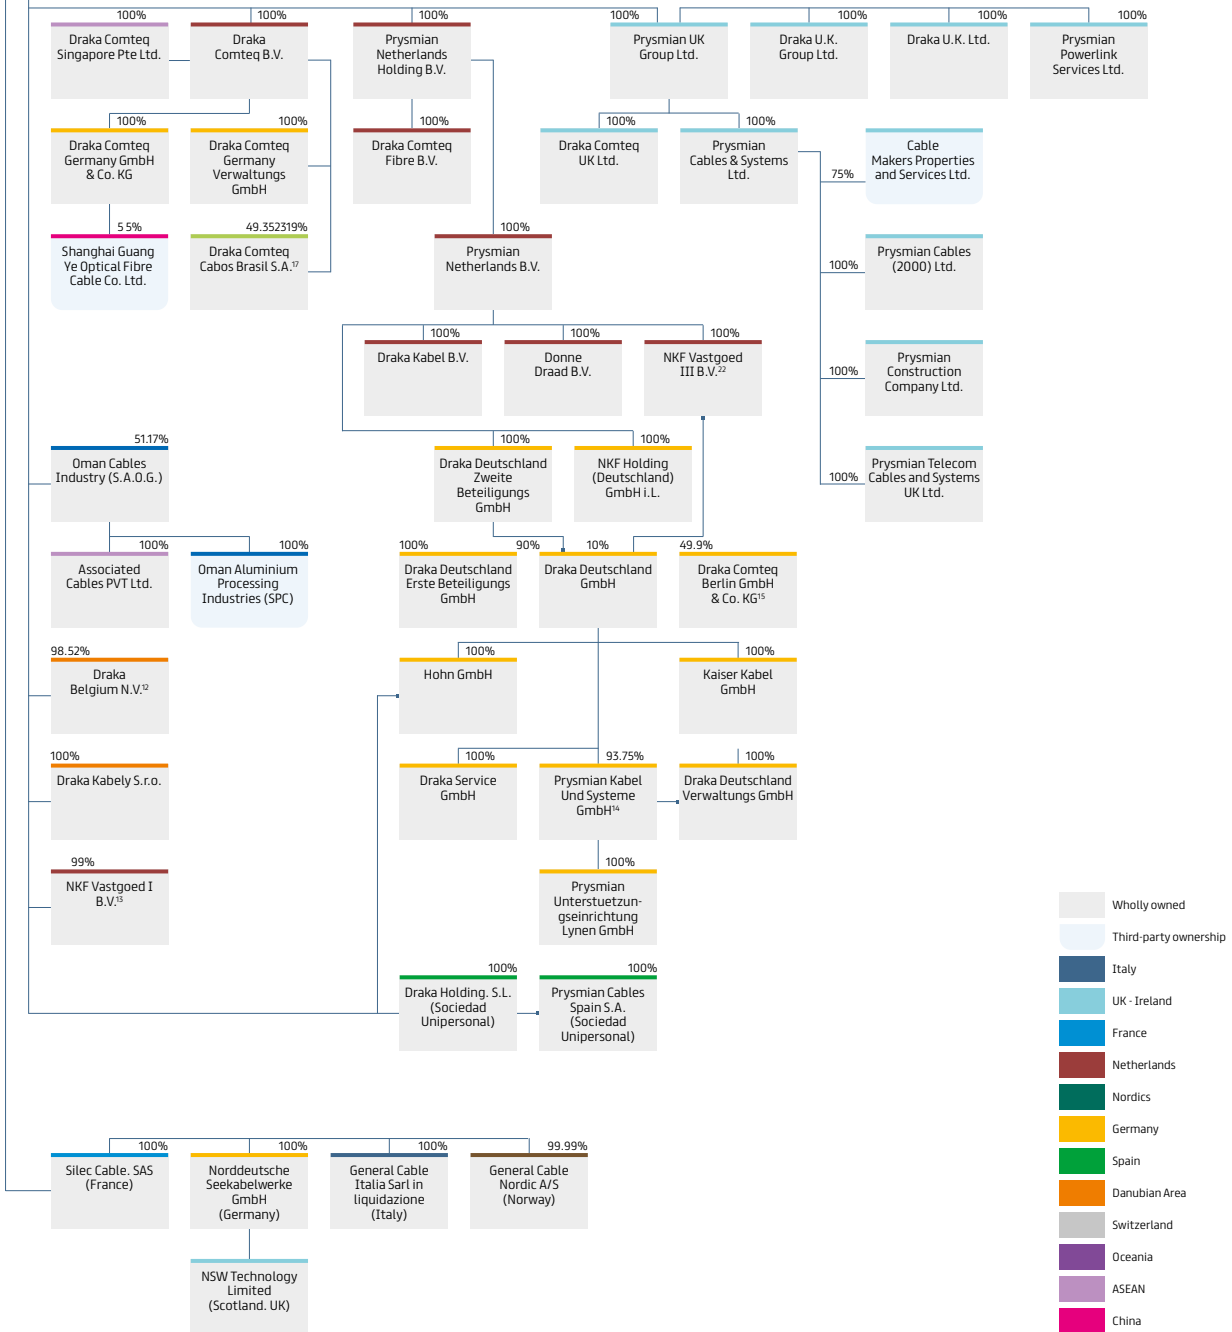 100%
100%
100%
100%
100%
100%
100%
Draka Comteq
Singapore Pte Ltd.
Draka
Comteq B.V.
Prysmian
Netherlands
Holding B.V.
Prysmian UK
Group Ltd.
Draka U.K.
Group Ltd.
Draka U.K. Ltd.
Prysmian
Powerlink
Services Ltd.
100%
100%
100%
100%
100%
Draka Comteq
Germany GmbH
& Co. KG
Draka Comteq
Germany
Verwaltungs
GmbH
Draka Comteq
Fibre B.V.
Draka Comteq
UK Ltd.
Prysmian
Cables & Systems
Ltd.
75%
Cable
Makers Properties
and Services Ltd.
5 5%
49.352319%
100%
Shanghai Guang
Ye Optical Fibre
Cable Co. Ltd.
Draka Comteq
Cabos Brasil S.A.17
Prysmian
Netherlands B.V.
100%
Prysmian Cables
(2000) Ltd.
100%
100%
100%
Draka Kabel B.V.
Donne
Draad B.V.
NKF Vastgoed
III B.V.22
100%
Prysmian
Construction
Company Ltd.
51.17%
100%
100%
Oman Cables
Industry (S.A.O.G.)
Draka Deutschland
Zweite
Beteiligungs
GmbH
NKF Holding
(Deutschland)
GmbH i.L.
100%
Prysmian Telecom
Cables and Systems
UK Ltd.
100%
100%
100%
90%
10%
49.9%
Associated
Cables PVT Ltd.
Oman Aluminium
Processing
Industries (SPC)
Draka Deutschland
Erste Beteiligungs
GmbH
Draka Deutschland
GmbH
Draka Comteq
Berlin GmbH
& Co. KG15
98.52%
100%
100%
Draka
Belgium N.V.12
Hohn GmbH
Kaiser Kabel
GmbH
100%
100%
93.75%
100%
Draka Kabely S.r.o.
Draka Service
GmbH
Prysmian Kabel
Und Systeme
GmbH14
Draka Deutschland
Verwaltungs GmbH
99%
100%
NKF Vastgoed I
B.V.13
Prysmian
Unterstuetzun-
gseinrichtung
Lynen GmbH
100%
100%
Draka Holding. S.L.
(Sociedad
Unipersonal)
Prysmian Cables
Spain S.A.
(Sociedad
Unipersonal)
100%
100%
100%
99.99%
Silec Cable. SAS
(France)
Norddeutsche
Seekabelwerke
GmbH
(Germany)
General Cable
Italia Sarl in
liquidazione
(Italy)
General Cable
Nordic A/S
(Norway)
NSW Technology
Limited
(Scotland. UK)
Wholly owned
Third-party ownership
Italy
UK - Ireland
France
Netherlands
Nordics
Germany
Spain
Danubian Area
Switzerland
Oceania
ASEAN
China